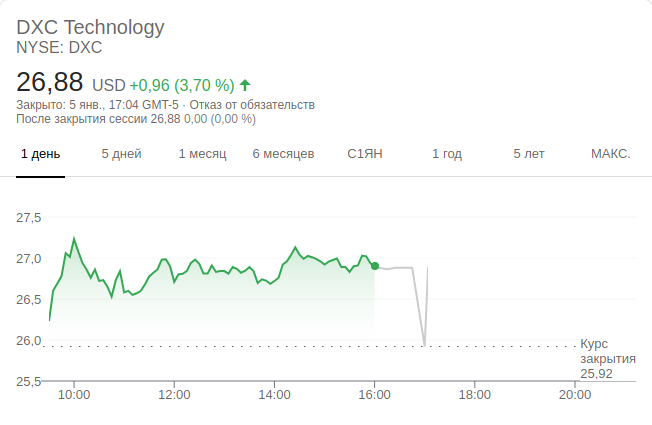 DXC Technology
NYSE: DXC
26,88 USD +0,96 (3,70 %)
Закрыто: 5 янв., 17:04 GMT-5 · Отказ от обязательств
После закрытия сессии 26,88 0,00 (0,00 %)
1 день 5 дней 1 месяц 6 месяцев С1ЯН 1 год 5 лет МАКС.
27,5
27,0
26,5
26,0
Курс
закрытия
25,92
25,5
10:00 12:00 14:00 16:00 18:00 20:00